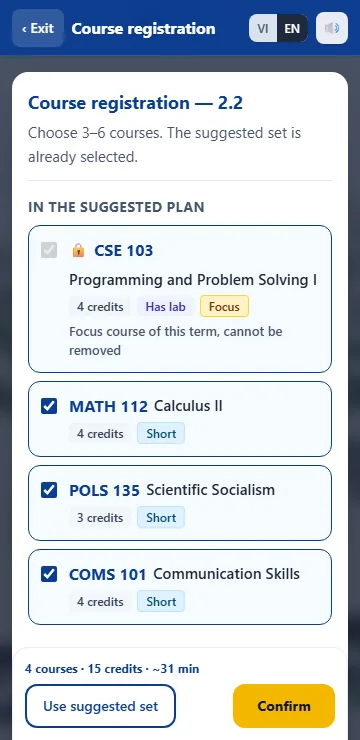 ‹ Exit Course registration VI EN
Course registration — 2.2
Choose 3–6 courses. The suggested set is
already selected.
IN THE SUGGESTED PLAN
CSE 103
Programming and Problem Solving I
4 credits Has lab Focus
Focus course of this term, cannot be
removed
MATH 112 Calculus II
4 credits Short
POLS 135 Scientific Socialism
3 credits Short
COMS 101 Communication Skills
4 credits Short
4 courses · 15 credits · ~31 min
Use suggested set Confirm